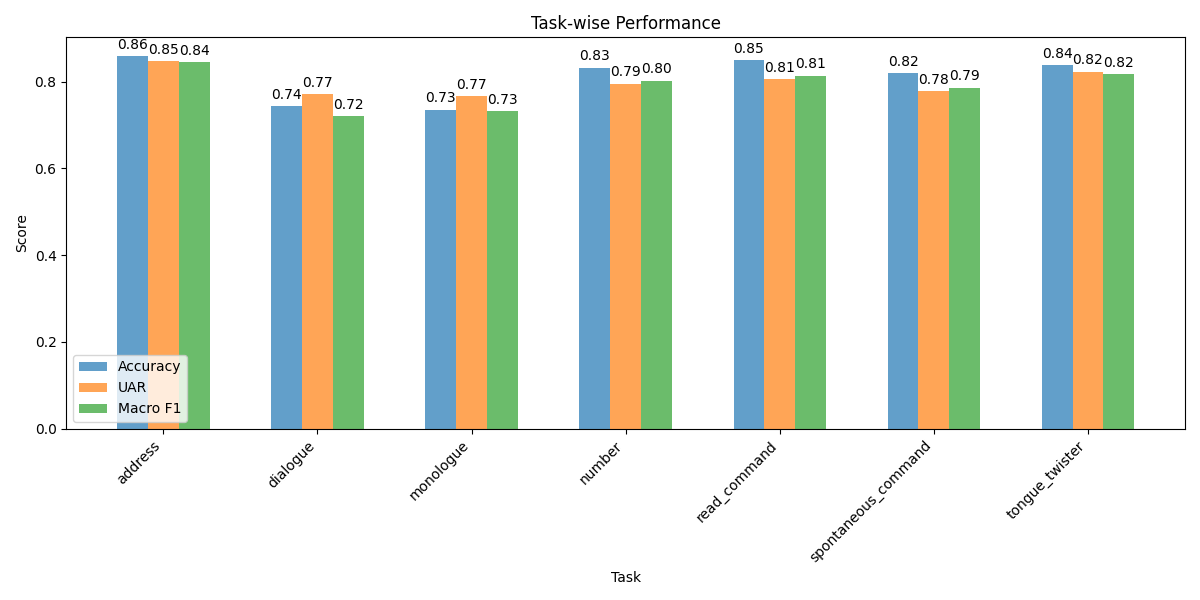 Task-wise Performance
0.86 0.85 0.84
0.74 0.77 0.72
0.73 0.77 0.73
0.83 0.79 0.80
0.85 0.81 0.81
0.82 0.78 0.79
0.84 0.82 0.82
Score
0.8
0.6
0.4
0.2
0.0
Accuracy
UAR
Macro F1
address
dialogue
monologue
number
read_command
spontaneous_command
tongue_twister
Task